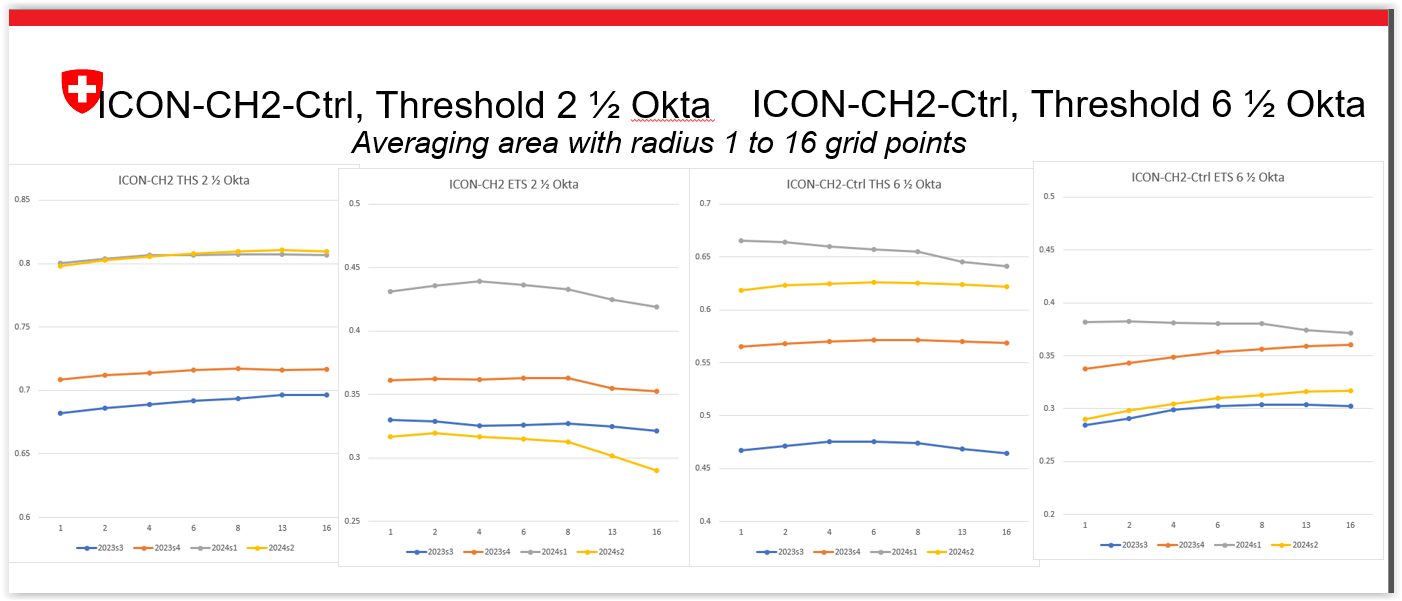 ICON-CH2-Ctrl, Threshold 2 ½ Okta
ICON-CH2-Ctrl, Threshold 6 ½ Okta
Averaging area with radius 1 to 16 grid points
ICON-CH2 THS 2 ½ Okta
0.85
0.8
0.75
0.7
0.65
0.6
1 2 4 6 8 13 16
2023s3 2023s4 2024s1 2024s2
ICON-CH2 ETS 2 ½ Okta
0.5
0.45
0.4
0.35
0.3
0.25
1 2 4 6 8 13 16
2023s3 2023s4 2024s1 2024s2
ICON-CH2-Ctrl THS 6 ½ Okta
0.7
0.65
0.6
0.55
0.5
0.45
0.4
1 2 4 6 8 13 16
2023s3 2023s4 2024s1 2024s2
ICON-CH2-Ctrl ETS 6 ½ Okta
0.5
0.45
0.4
0.35
0.3
0.25
0.2
1 2 4 6 8 13 16
2023s3 2023s4 2024s1 2024s2